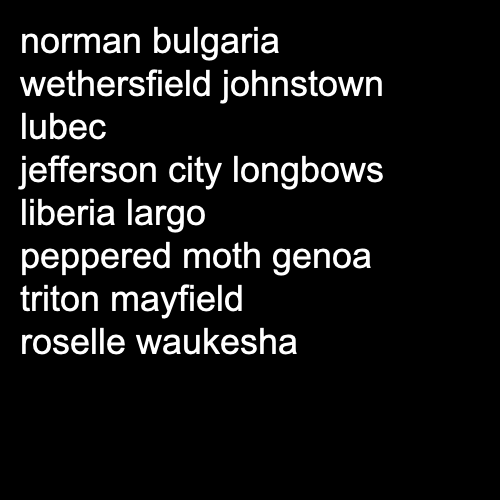 norman bulgaria
wethersfield johnstown
lubec
jefferson city longbows
liberia largo
peppered moth genoa
triton mayfield
roselle waukesha